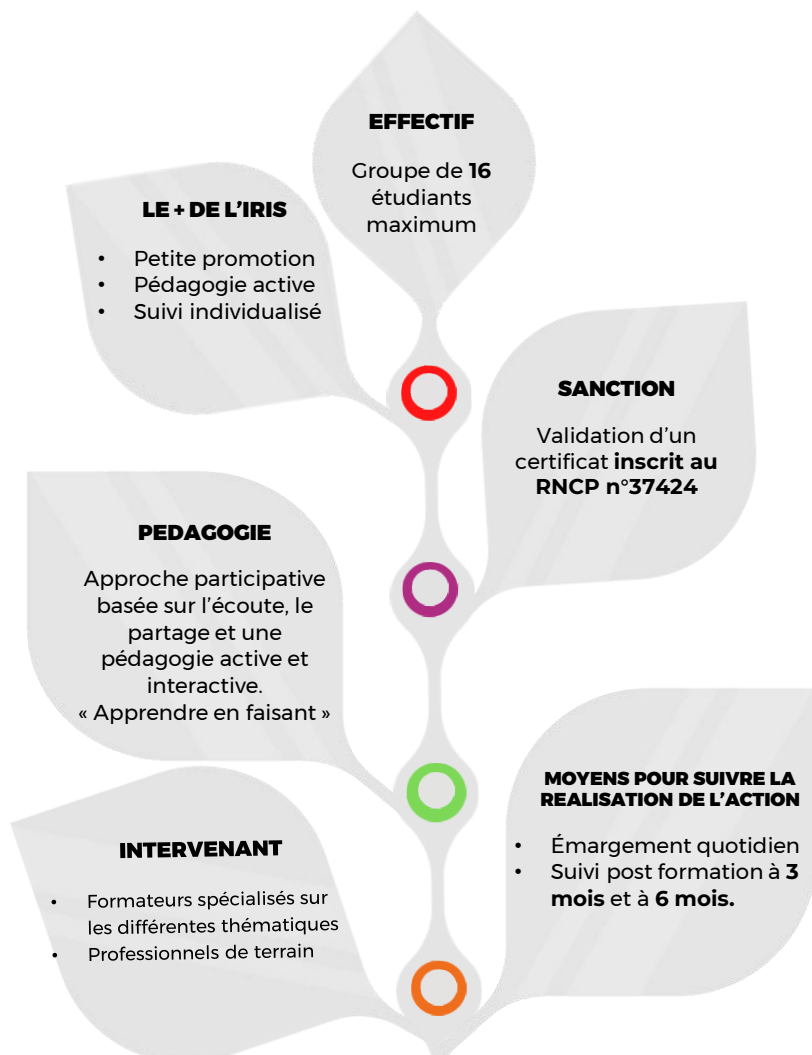 EFFECTIF
Groupe de 16
étudiants
maximum
LE + DE L'IRIS
• Petite promotion
• Pédagogie active
• Suivi individualisé
SANCTION
Validation d'un
certificat inscrit au
RNCP n°37424
PEDAGOGIE
Approche participative
basée sur l'écoute, le
partage et une
pédagogie active et
interactive.
« Apprendre en faisant »
MOYENS POUR SUIVRE LA
REALISATION DE L'ACTION
• Émargement quotidien
• Suivi post formation à 3
mois et à 6 mois.
INTERVENANT
• Formateurs spécialisés sur
les différentes thématiques
• Professionnels de terrain